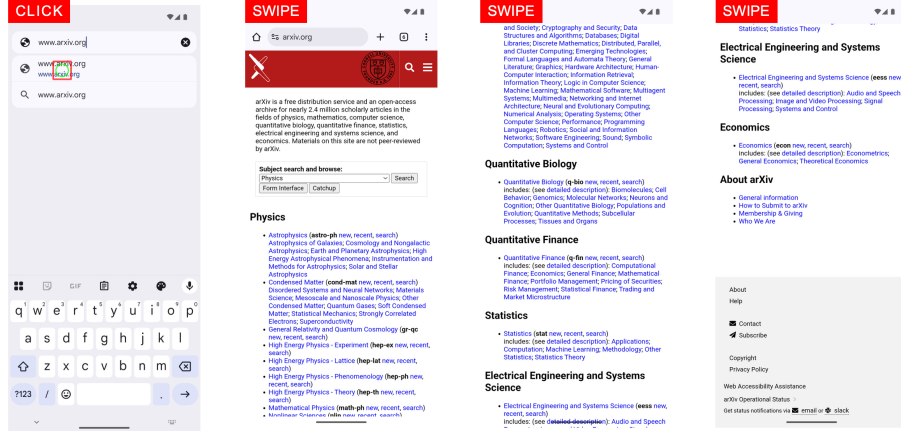 CLICK
www.arxiv.org
www.arxiv.org
www.arxiv.org
www.arxiv.org
GIF
1 2 3 4 5 6 7 8 9 0
q w e r t y u i o p
a s d f g h j k l
z x c v b n m
?123 / .
SWIPE
arxiv.org
6
arXiv is a free distribution service and an open-access
archive for nearly 2.4 million scholarly articles in the
fields of physics, mathematics, computer science,
quantitative biology, quantitative finance, statistics,
electrical engineering and systems science, and
economics. Materials on this site are not peer-reviewed
by arXiv.
Subject search and browse:
Physics Search
Form Interface Catchup
Physics
• Astrophysics (astro-ph new, recent, search)
Astrophysics of Galaxies; Cosmology and Nongalactic
Astrophysics; Earth and Planetary Astrophysics; High
Energy Astrophysical Phenomena; Instrumentation and
Methods for Astrophysics; Solar and Stellar
Astrophysics
• Condensed Matter (cond-mat new, recent, search)
Disordered Systems and Neural Networks; Materials
Science; Mesoscale and Nanoscale Physics; Other
Condensed Matter; Quantum Gases; Soft Condensed
Matter; Statistical Mechanics; Strongly Correlated
Electrons; Superconductivity
• General Relativity and Quantum Cosmology (gr-qc
new, recent, search)
• High Energy Physics - Experiment (hep-ex new, recent,
search)
• High Energy Physics - Lattice (hep-lat new, recent,
search)
• High Energy Physics - Phenomenology (hep-ph new,
recent, search)
• High Energy Physics - Theory (hep-th new, recent,
search)
• Mathematical Physics (math-ph new, recent, search)
• Nonlinear Sciences (nlin new, recent, search)
SWIPE
and Society; Cryptography and Security; Data
Structures and Algorithms; Databases; Digital
Libraries; Discrete Mathematics; Distributed, Parallel,
and Cluster Computing; Emerging Technologies;
Formal Languages and Automata Theory; General
Literature; Graphics; Hardware Architecture; Human-
Computer Interaction; Information Retrieval;
Information Theory; Logic in Computer Science;
Machine Learning; Mathematical Software; Multiagent
Systems; Multimedia; Networking and Internet
Architecture; Neural and Evolutionary Computing;
Numerical Analysis; Operating Systems; Other
Computer Science; Performance; Programming
Languages; Robotics; Social and Information
Networks; Software Engineering; Sound; Symbolic
Computation; Systems and Control
Quantitative Biology
• Quantitative Biology (q-bio new, recent, search)
includes: (see detailed description): Biomolecules; Cell
Behavior; Genomics; Molecular Networks; Neurons and
Cognition; Other Quantitative Biology; Populations and
Evolution; Quantitative Methods; Subcellular
Processes; Tissues and Organs
Quantitative Finance
• Quantitative Finance (q-fin new, recent, search)
includes: (see detailed description): Computational
Finance; Economics; General Finance; Mathematical
Finance; Portfolio Management; Pricing of Securities;
Risk Management; Statistical Finance; Trading and
Market Microstructure
Statistics
• Statistics (stat new, recent, search)
includes: (see detailed description): Applications;
Computation; Machine Learning; Methodology; Other
Statistics; Statistics Theory
Electrical Engineering and Systems
Science
• Electrical Engineering and Systems Science (eess new,
recent, search)
includes: (see detailed description): Audio and Speech
SWIPE
Statistics; Statistics Theory
Electrical Engineering and Systems
Science
• Electrical Engineering and Systems Science (eess new,
recent, search)
includes: (see detailed description): Audio and Speech
Processing; Image and Video Processing; Signal
Processing; Systems and Control
Economics
• Economics (econ new, recent, search)
includes: (see detailed description): Econometrics;
General Economics; Theoretical Economics
About arXiv
• General information
• How to Submit to arXiv
• Membership & Giving
• Who We Are
About
Help
Contact
Subscribe
Copyright
Privacy Policy
Web Accessibility Assistance
arXiv Operational Status
Get status notifications via email or slack